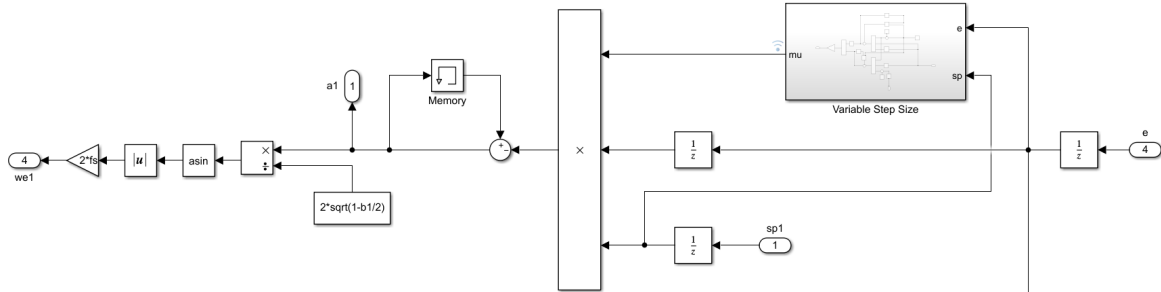 e
mu
sp
Variable Step Size
a1
1
Memory
+
−
×
1
z
1
z
e
4
4
we1
2*fs
|u|
asin
×
÷
2*sqrt(1-b1/2)
1
z
sp1
1